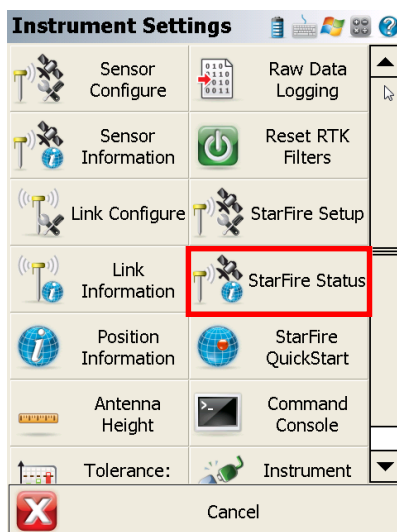 Instrument Settings
Sensor
Configure
Raw Data
Logging
Sensor
Information
Reset RTK
Filters
Link Configure
StarFire Setup
Link
Information
StarFire Status
Position
Information
StarFire
QuickStart
Antenna
Height
Command
Console
Tolerance:
Instrument
Cancel